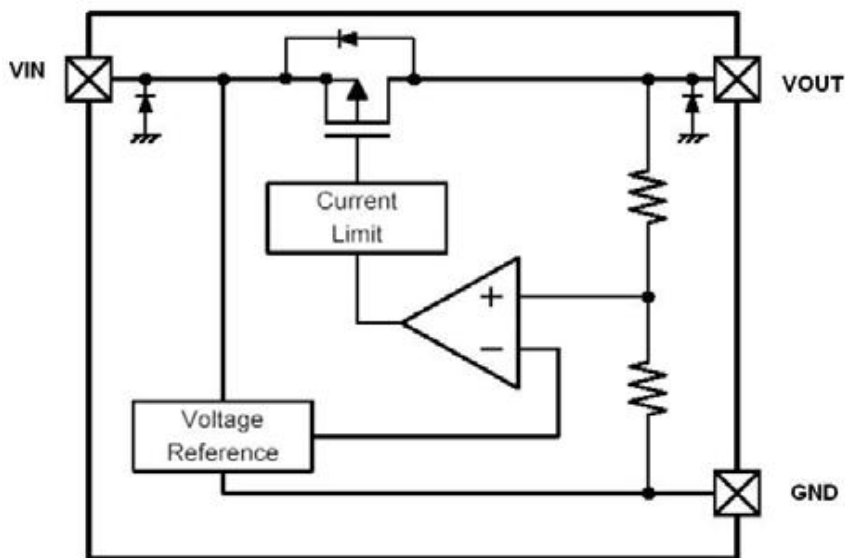 VIN
VOUT
Current
Limit
+
−
Voltage
Reference
GND